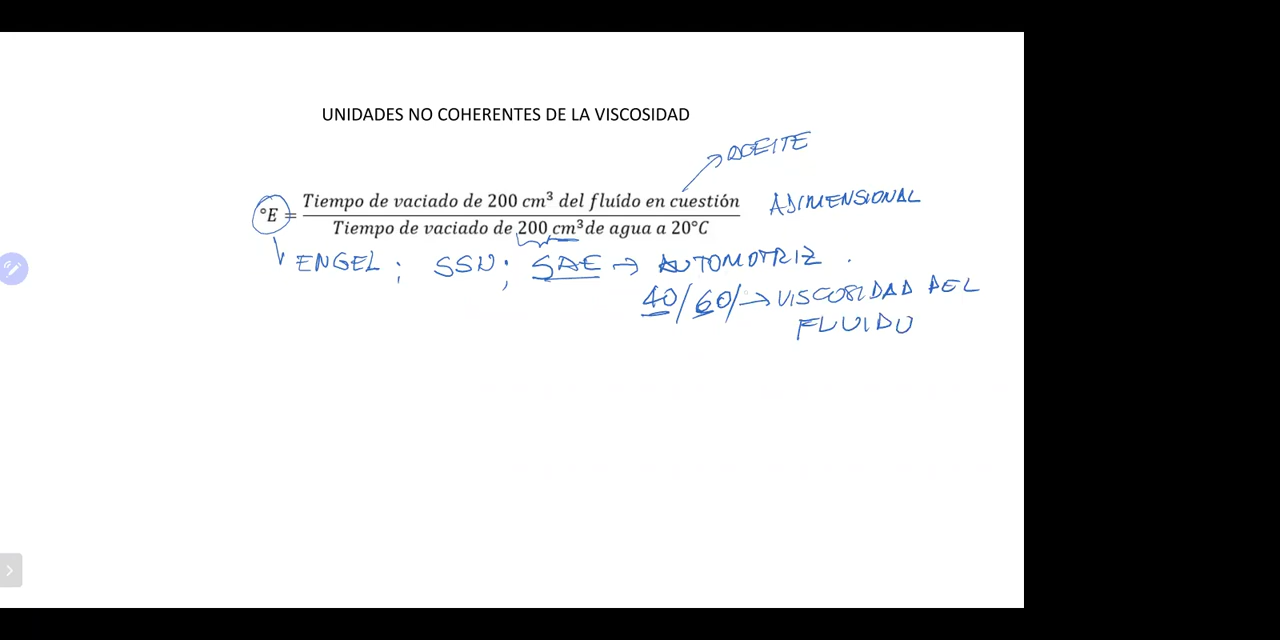 UNIDADES NO COHERENTES DE LA VISCOSIDAD
ACEITE
°E = Tiempo de vaciado de 200 cm³ del fluído en cuestión
Tiempo de vaciado de 200 cm³ de agua a 20°C
ADIMENSIONAL
ENGEL ; SSU ; SAE → AUTOMOTRIZ .
40/60/→ VISCOSIDAD DEL
FLUIDO